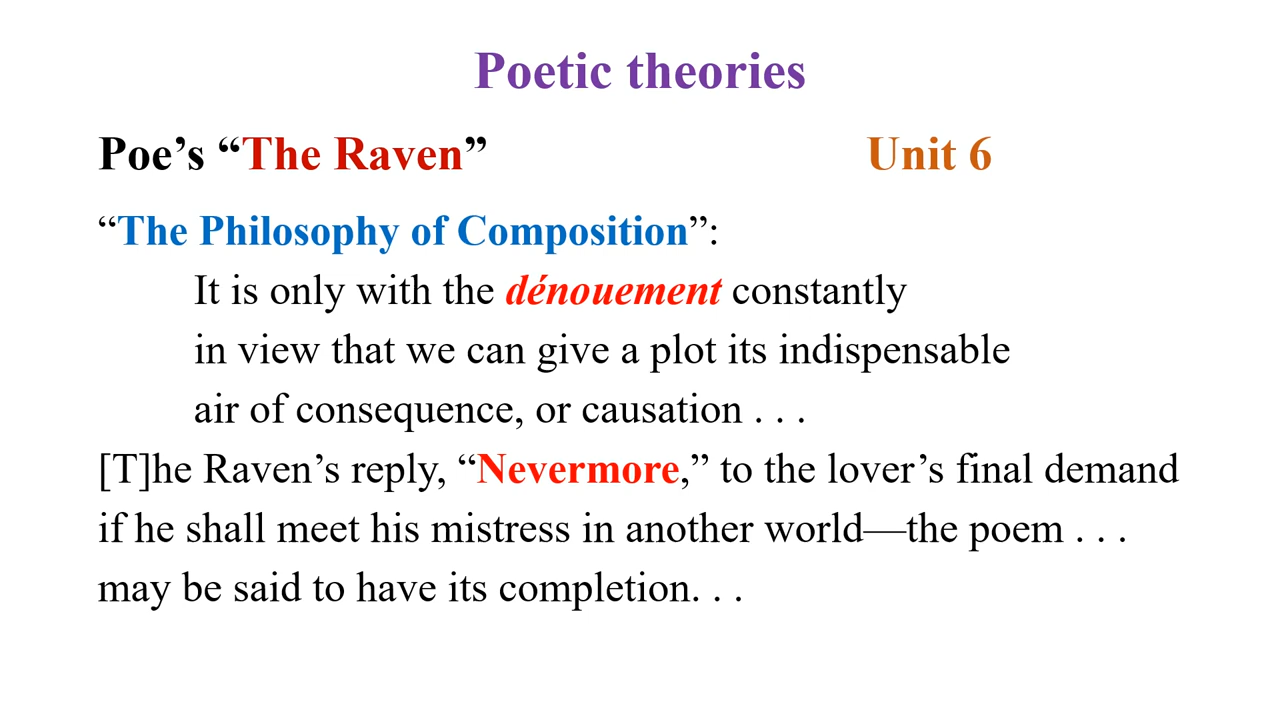 Poetic theories
Poe’s “The Raven” Unit 6
“The Philosophy of Composition”:
It is only with the dénouement constantly
in view that we can give a plot its indispensable
air of consequence, or causation . . .
[T]he Raven’s reply, “Nevermore,” to the lover’s final demand
if he shall meet his mistress in another world—the poem . . .
may be said to have its completion. . .